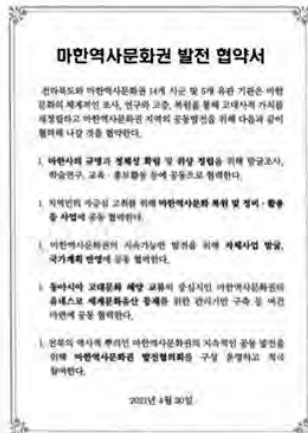 마한역사문화권 발전 협약서
전라북도와 마한역사문화권 14개 시군 및 5개 유관 기관은 마한
문화의 체계적인 조사, 연구와 고증, 복원을 통해 고대사적 가치를
재정립하고 마한역사문화권 지역의 공동발전을 위해 다음과 같이
협력해 나갈 것을 협약한다.
1. 마한사의 규명과 정체성 확립 및 위상 정립을 위해 발굴조사,
학술연구, 교육·홍보활동 등에 공동으로 협력한다.
1. 지역민의 자긍심 고취를 위해 마한역사문화 복원 및 정비·활용
등 사업에 공동 협력한다.
1. 마한역사문화권의 지속가능한 발전을 위해 자체사업 발굴,
국가계획 반영에 공동 협력한다.
1. 동아시아 고대문화 해양 교류의 중심지인 마한역사문화권의
유네스코 세계문화유산 등재를 위한 관리기반 구축 등 여건
마련에 공동 협력한다.
1. 전북의 역사적 뿌리인 마한역사문화권의 지속적인 공동 발전을
위해 마한역사문화권 발전협의회를 구성 운영하고 적극
참여한다.
2021년 4월 30일